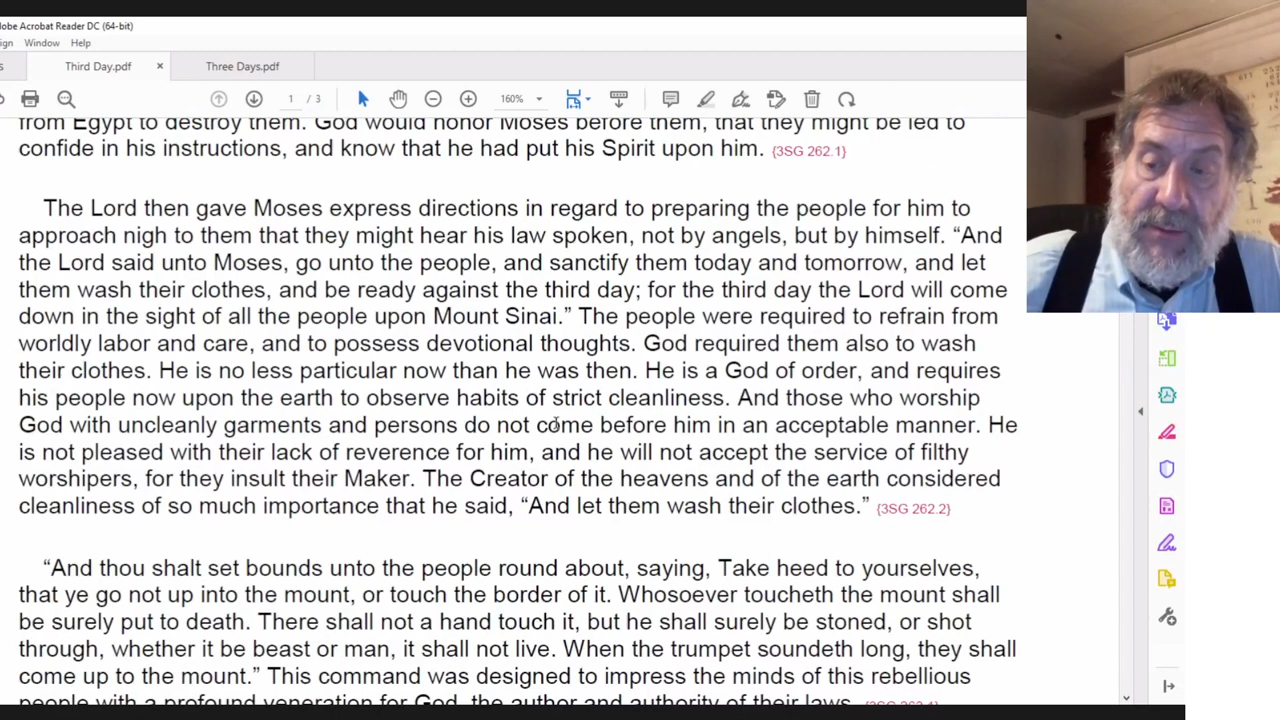 dobe Acrobat Reader DC (64-bit)
ign Window Help
s Third Day.pdf × Three Days.pdf
1 / 3 160%
from Egypt to destroy them. God would honor Moses before them, that they might be led to
confide in his instructions, and know that he had put his Spirit upon him. {3SG 262.1}
The Lord then gave Moses express directions in regard to preparing the people for him to
approach nigh to them that they might hear his law spoken, not by angels, but by himself. “And
the Lord said unto Moses, go unto the people, and sanctify them today and tomorrow, and let
them wash their clothes, and be ready against the third day; for the third day the Lord will come
down in the sight of all the people upon Mount Sinai.” The people were required to refrain from
worldly labor and care, and to possess devotional thoughts. God required them also to wash
their clothes. He is no less particular now than he was then. He is a God of order, and requires
his people now upon the earth to observe habits of strict cleanliness. And those who worship
God with uncleanly garments and persons do not come before him in an acceptable manner. He
is not pleased with their lack of reverence for him, and he will not accept the service of filthy
worshipers, for they insult their Maker. The Creator of the heavens and of the earth considered
cleanliness of so much importance that he said, “And let them wash their clothes.” {3SG 262.2}
“And thou shalt set bounds unto the people round about, saying, Take heed to yourselves,
that ye go not up into the mount, or touch the border of it. Whosoever toucheth the mount shall
be surely put to death. There shall not a hand touch it, but he shall surely be stoned, or shot
through, whether it be beast or man, it shall not live. When the trumpet soundeth long, they shall
come up to the mount.” This command was designed to impress the minds of this rebellious
people with a profound veneration for God, the author and authority of their laws.